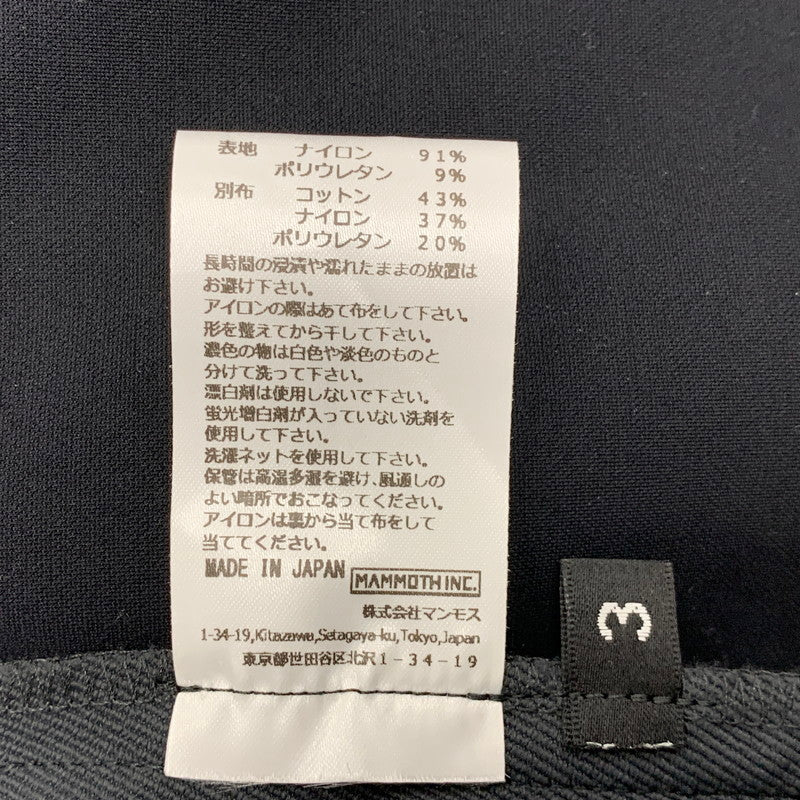 表地 ナイロン 91%
ポリウレタン 9%
別布 コットン 43%
ナイロン 37%
ポリウレタン 20%
長時間の浸漬や濡れたままの放置は
お避け下さい。
アイロンの際はあて布をして下さい。
形を整えてから干して下さい。
濃色の物は白色や淡色のものと
分けて洗って下さい。
漂白剤は使用しないで下さい。
蛍光増白剤が入っていない洗剤を
使用して下さい。
洗濯ネットを使用して下さい。
保管は高温多湿を避け、風通しの
よい暗所でおこなってください。
アイロンは裏から当て布をして
当ててください。
MADE IN JAPAN MAMMOTH INC.
株式会社マンモス
1-34-19,Kitazawa,Setagaya-ku,Tokyo,Japan
東京都世田谷区北沢1-34-19
3